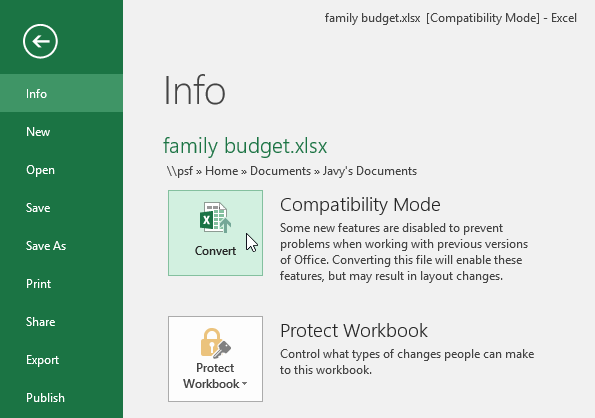 family budget.xlsx  [Compatibility Mode] - Excel
Info
New
Open
Save
Save As
Print
Share
Export
Publish
Info
family budget.xlsx
\\psf » Home » Documents » Javy's Documents
Convert
Compatibility Mode
Some new features are disabled to prevent
problems when working with previous versions
of Office. Converting this file will enable these
features, but may result in layout changes.
Protect
Workbook
Protect Workbook
Control what types of changes people can make
to this workbook.